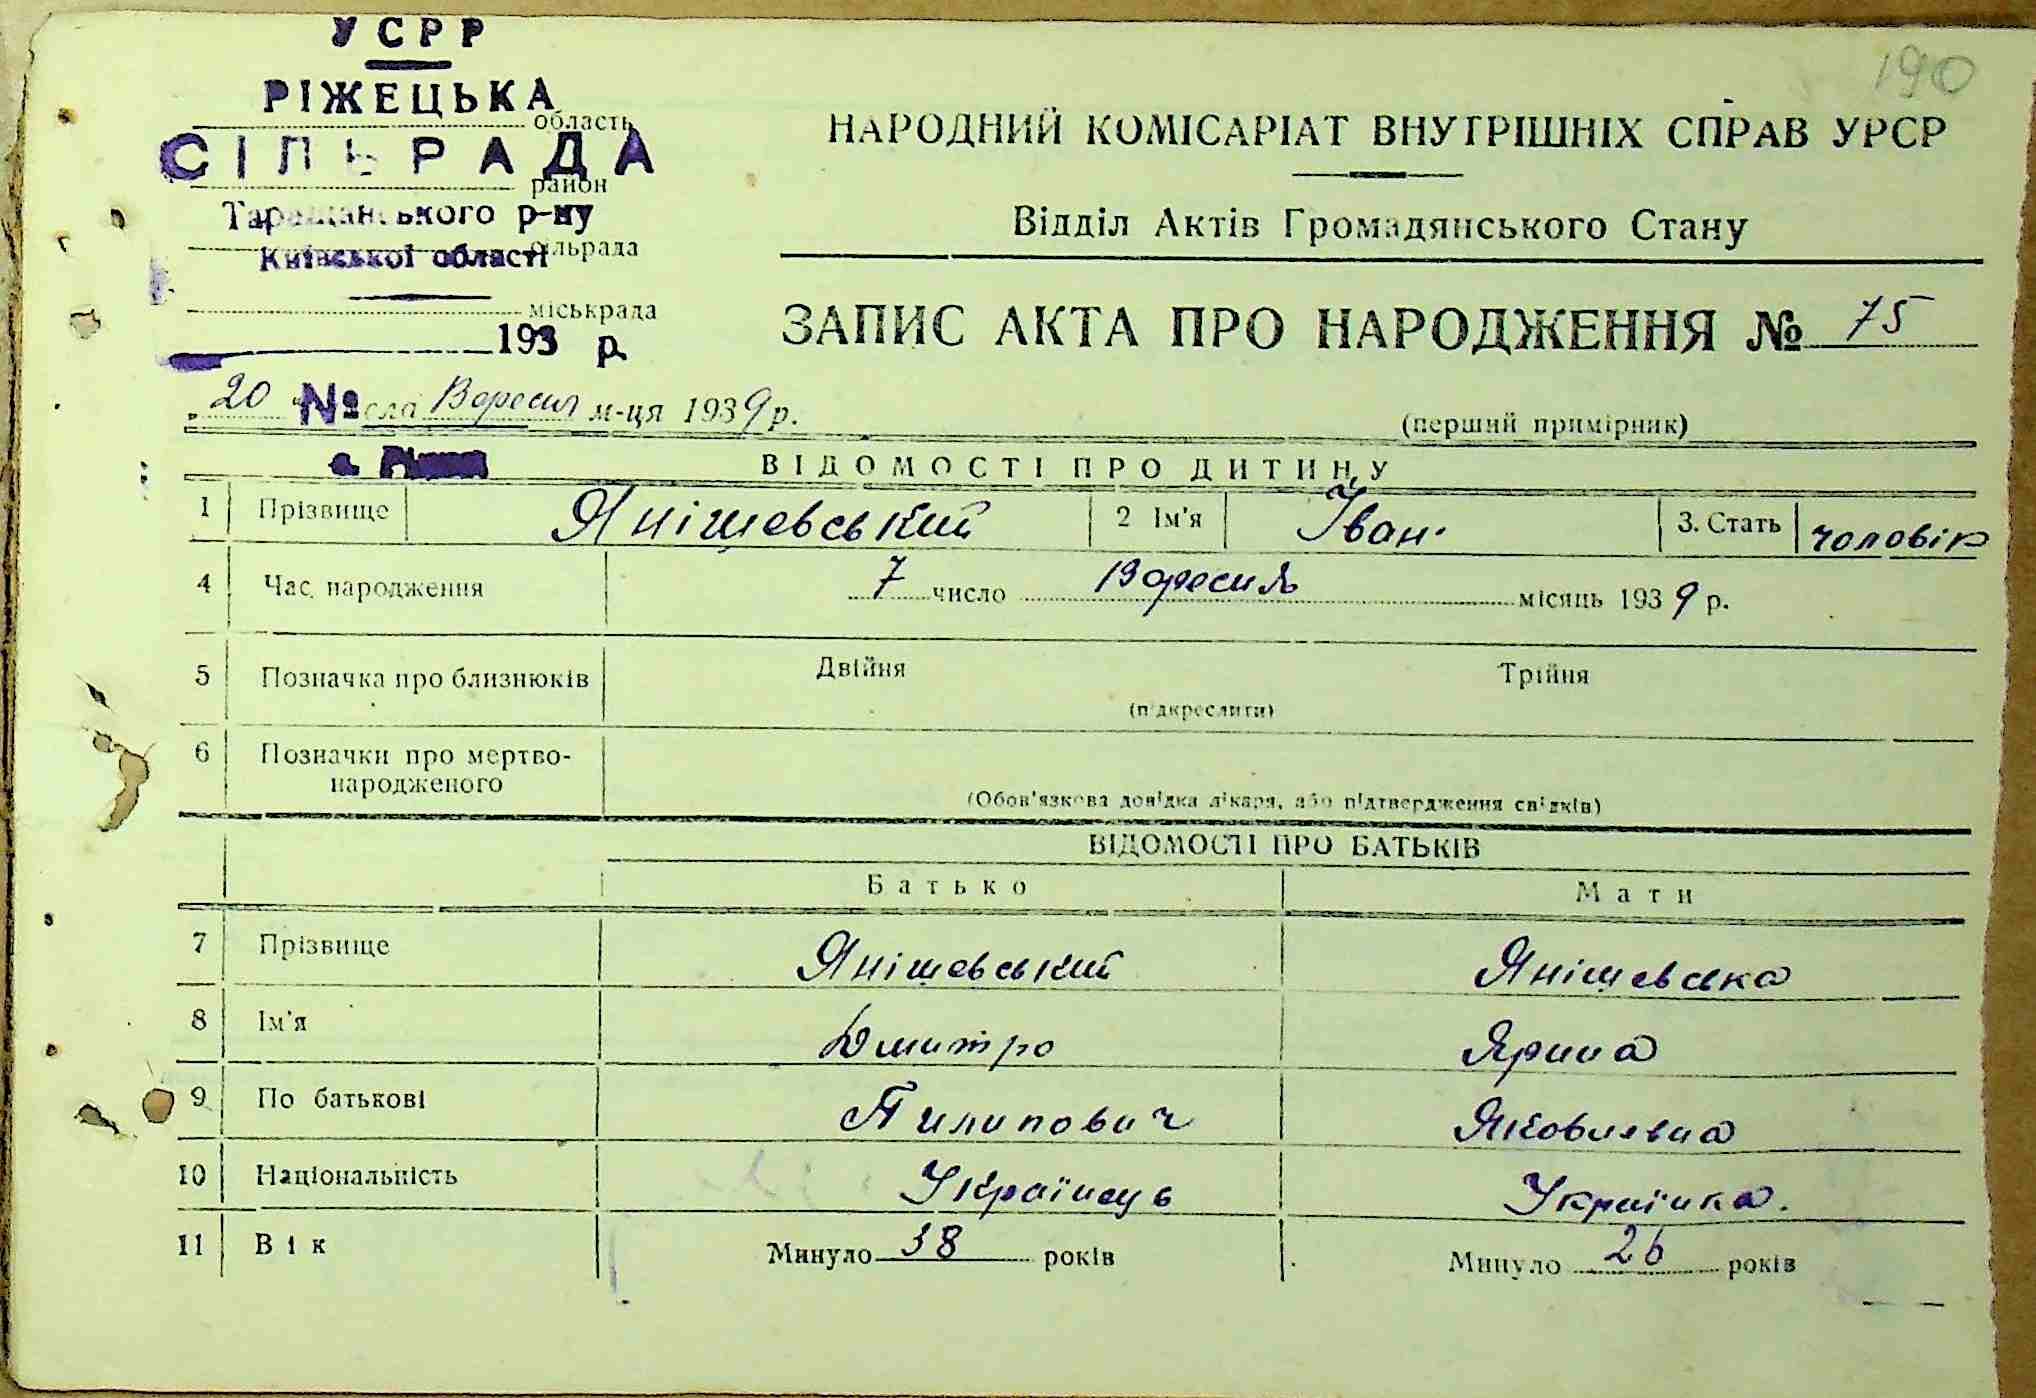 190
УСРР
РІЖЕЦЬКА
область
СІЛЬРАДА
район
Таращанського р-ну
сільрада
Київської області
міськрада
193 р.
НАРОДНИЙ КОМІСАРІАТ ВНУТРІШНІХ СПРАВ УРСР
Відділ Актів Громадянського Стану
ЗАПИС АКТА ПРО НАРОДЖЕННЯ № 75
„20 № сла Вересня м-ця 1939 р.
(перший примірник)
ВІДОМОСТІ ПРО ДИТИНУ
1 Прізвище Янішевський 2 Ім'я Іван. 3. Стать чоловік
4 Час народження 7 число Вересня місяць 1939 р.
5 Позначка про близнюків Двійня Трійня
(підкреслити)
6 Позначки про мертво-
народженого
(Обов'язкова довідка лікаря, або підтвердження свідків)
ВІДОМОСТІ ПРО БАТЬКІВ
Батько Мати
7 Прізвище Янішевський Янішевська
8 Ім'я Дмитро Ярина
9 По батькові Пилипович Яковлевна
10 Національність Українець Українка.
11 Вік Минуло 38 років Минуло 26 років